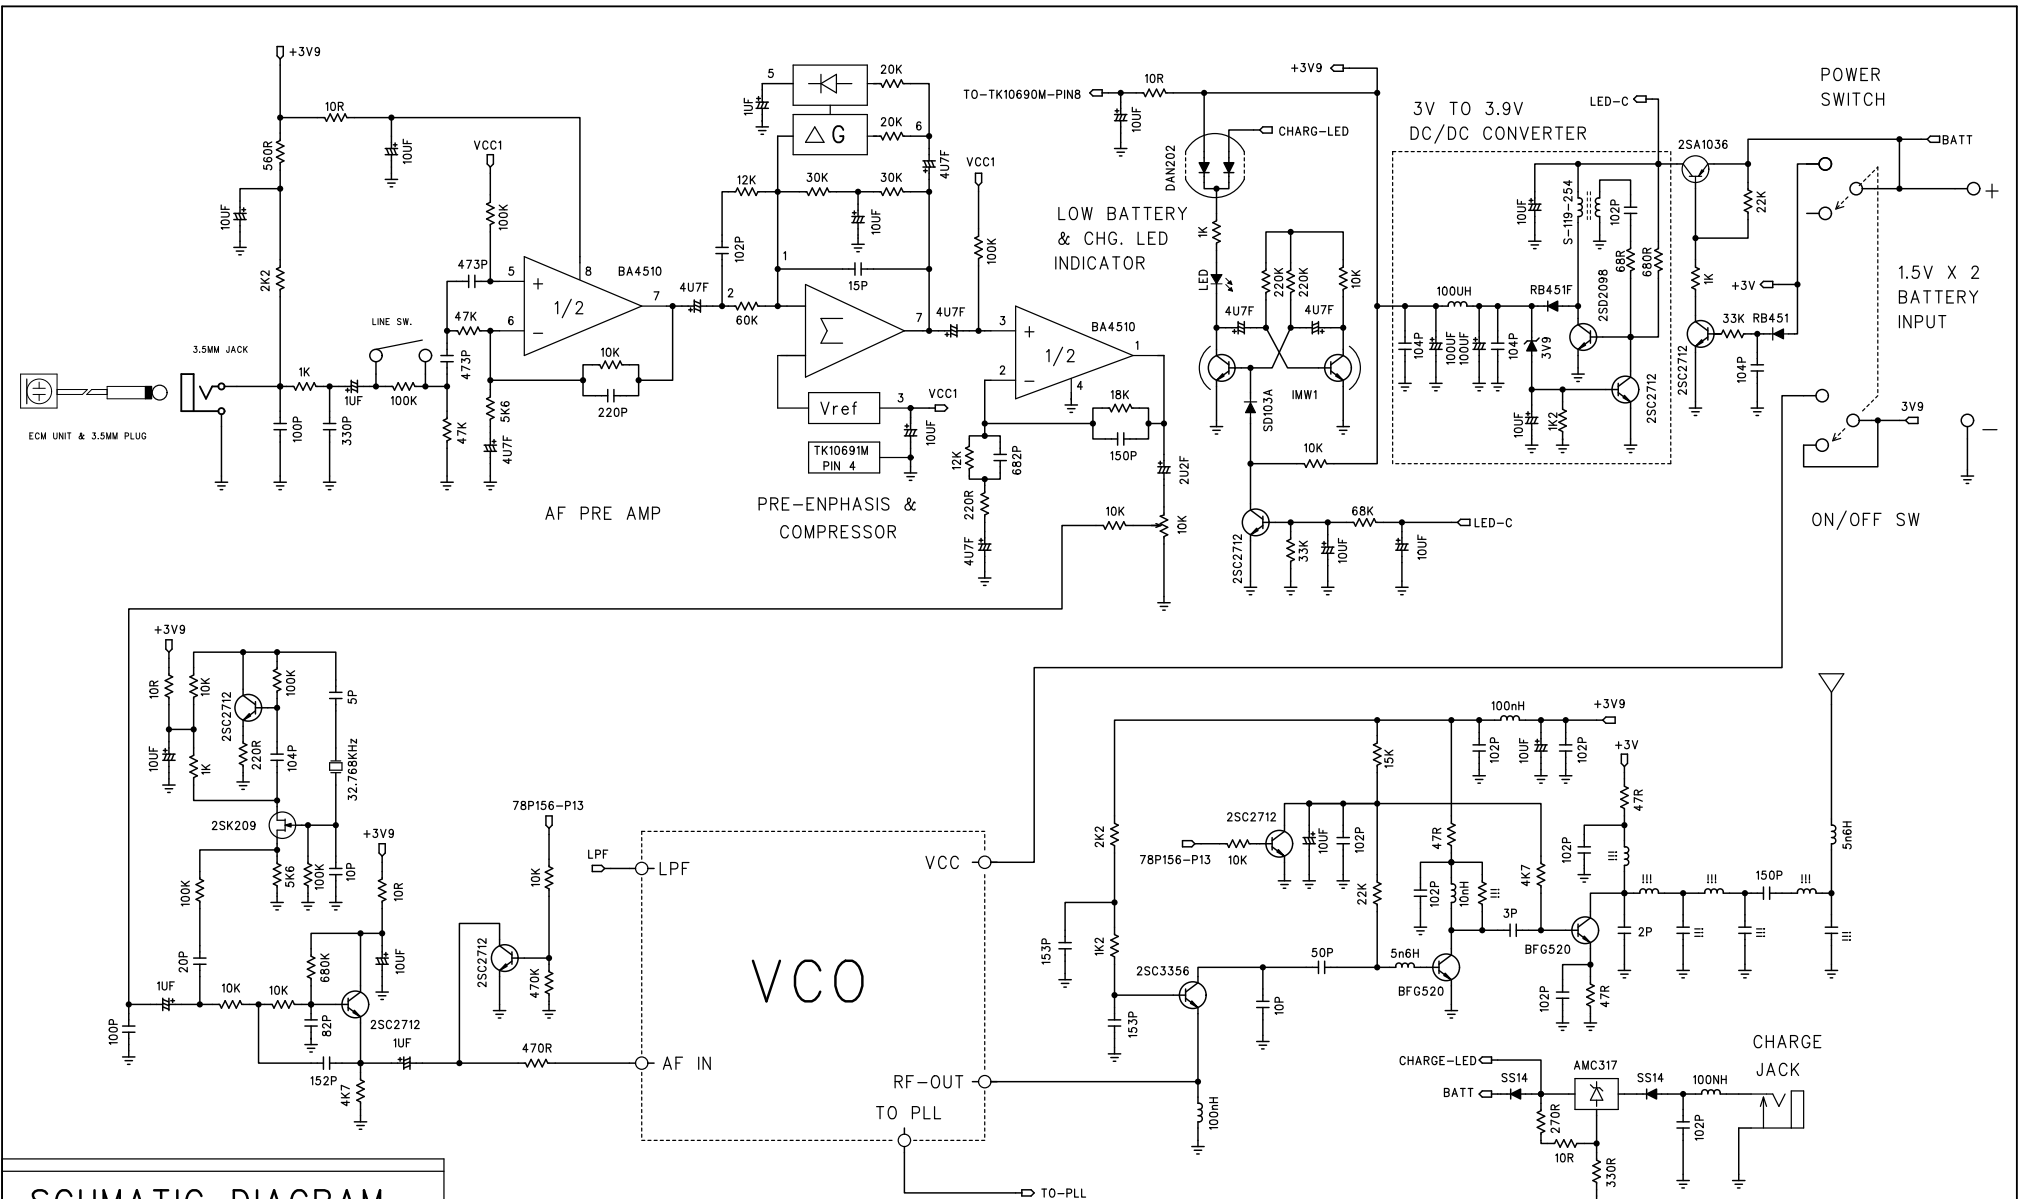 +3V9
10R
560R
10UF
10UF
2K2
VCC1
100K
473P
5
+
8
BA4510
1/2
7
6
−
47K
LINE SW.
473P
3.5MM JACK
1K
1UF
100K
10K
220P
5K6
47K
4U7F
100P
330P
ECM UNIT & 3.5MM PLUG
AF PRE AMP
4U7F
5
1UF
20K
△ G
20K
6
4U7F
12K
30K
30K
10UF
102P
1
15P
2
60K
Σ
7
4U7F
Vref
3
VCC1
10UF
TK10691M
PIN 4
PRE-ENPHASIS &
COMPRESSOR
VCC1
100K
3
+
BA4510
1/2
1
2
−
4
18K
150P
12K
682P
220R
4U7F
2U2F
10K
10K
TO-TK10690M-PIN8
10R
10UF
+3V9
CHARG-LED
DAN202
LOW BATTERY
& CHG. LED
INDICATOR
1K
LED
220K
220K
10K
4U7F
4U7F
SD103A
IMW1
10K
2SC2712
33K
10UF
68K
10UF
LED-C
3V TO 3.9V
DC/DC CONVERTER
LED-C
2SA1036
POWER
SWITCH
BATT
10UF
S-119-254
102P
68R
680R
22K
+
100UH
RB451F
2SD2098
1K
+3V
1.5V X 2
BATTERY
INPUT
104P
100UF
100UF
104P
3V9
2SC2712
2SC2712
33K
RB451
104P
10UF
1K2
3V9
−
ON/OFF SW
+3V9
10R
10K
2SC2712
100K
5P
10UF
1K
220R
104P
32.768KHz
2SK209
+3V9
100K
5K6
100K
10P
10R
20P
680K
10UF
1UF
10K
10K
100P
82P
2SC2712
152P
1UF
4K7
78P156-P13
10K
2SC2712
470K
470R
LPF
LPF
VCC
VCO
AF IN
RF-OUT
TO PLL
TO-PLL
2K2
153P
1K2
2SC3356
153P
100nH
10P
50P
78P156-P13
10K
2SC2712
10UF
102P
15K
22K
5n6H
BFG520
47R
102P
10nH
!!!
100nH
+3V9
102P
10UF
102P
3P
4K7
BFG520
102P
47R
+3V
47R
102P
!!!
2P
!!!
!!!
!!!
!!!
150P
!!!
5n6H
!!!
CHARGE-LED
BATT
SS14
AMC317
SS14
100NH
CHARGE
JACK
270R
10R
330R
102P
SCHMATIC DIAGRAM